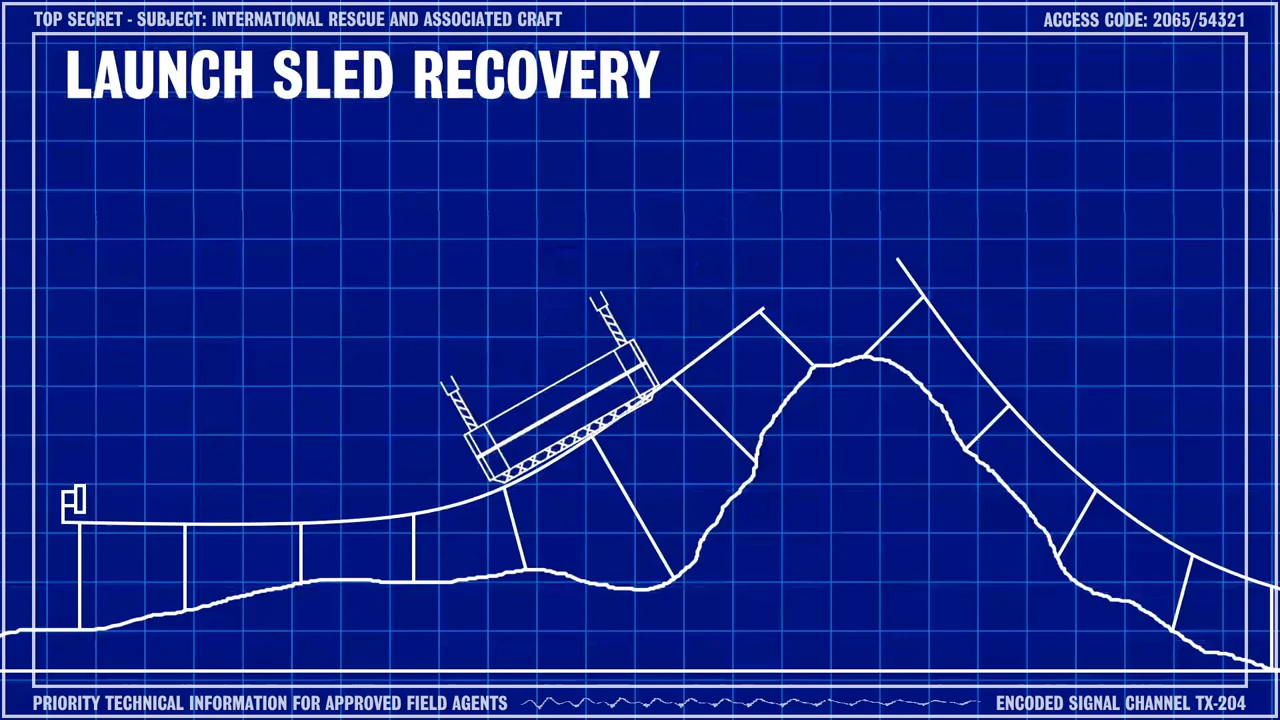 TOP SECRET - SUBJECT: INTERNATIONAL RESCUE AND ASSOCIATED CRAFT
ACCESS CODE: 2065/54321
LAUNCH SLED RECOVERY
PRIORITY TECHNICAL INFORMATION FOR APPROVED FIELD AGENTS
ENCODED SIGNAL CHANNEL TX-204